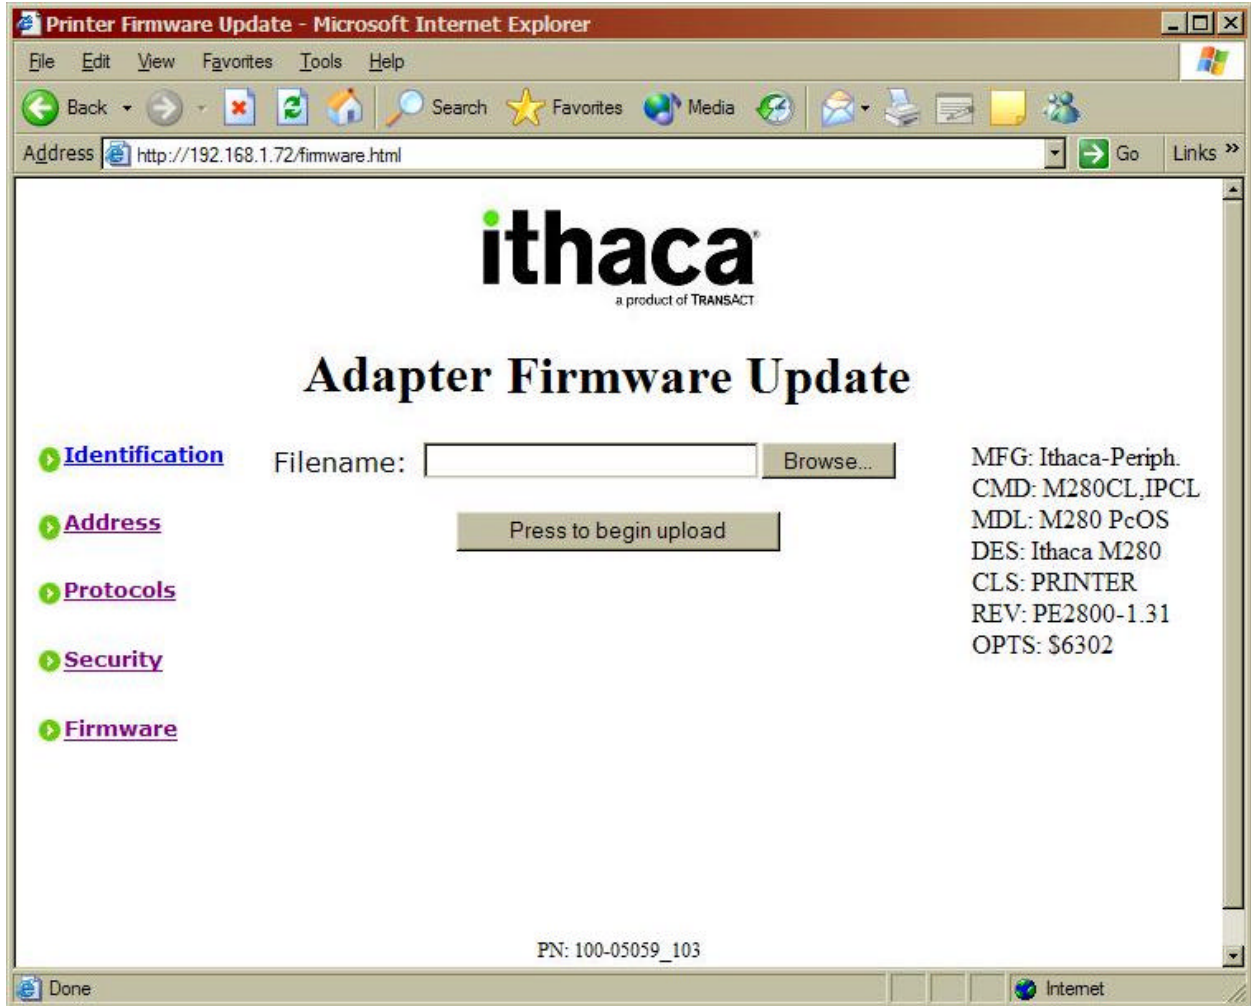 Printer Firmware Update - Microsoft Internet Explorer
File Edit View Favorites Tools Help
Back Search Favorites Media
Address http://192.168.1.72/firmware.html Go Links »
ithaca®
a product of TRANSACT
Adapter Firmware Update
Identification
Address
Protocols
Security
Firmware
Filename: Browse...
Press to begin upload
MFG: Ithaca-Periph.
CMD: M280CL,IPCL
MDL: M280 PcOS
DES: Ithaca M280
CLS: PRINTER
REV: PE2800-1.31
OPTS: $6302
PN: 100-05059_103
Done Internet